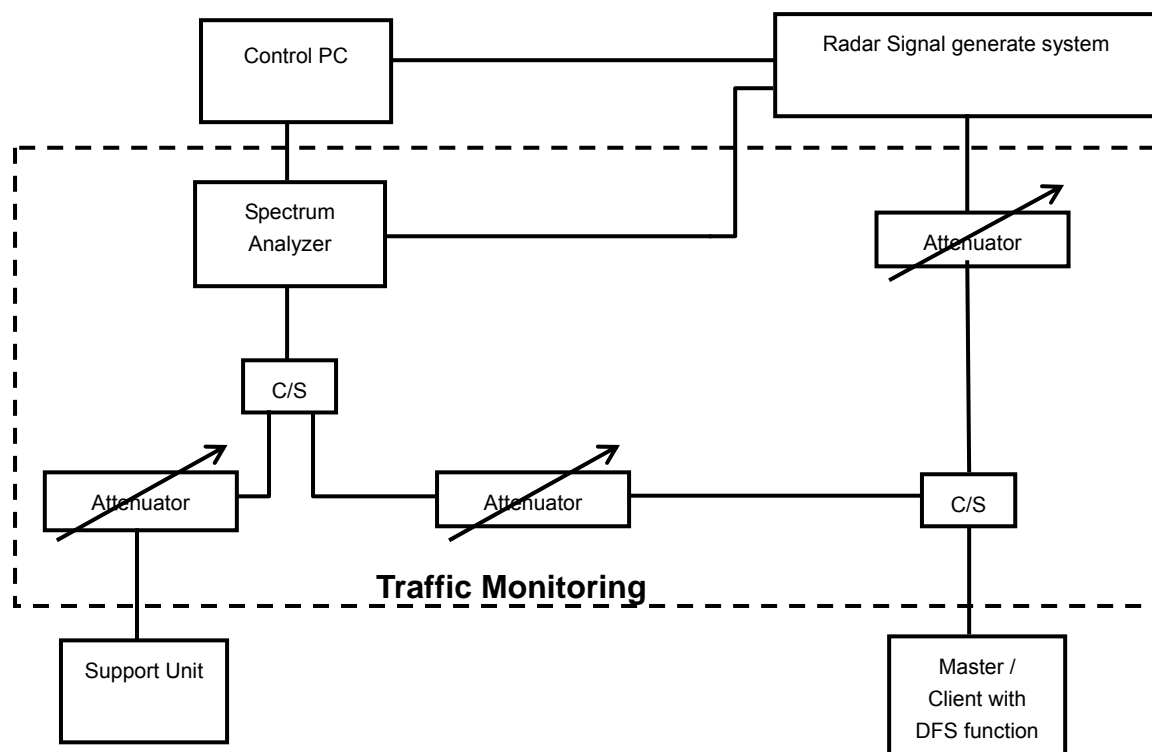 Control PC
Radar Signal generate system
Spectrum
Analyzer
Attenuator
C/S
Attenuator
Attenuator
C/S
Traffic Monitoring
Support Unit
Master /
Client with
DFS function